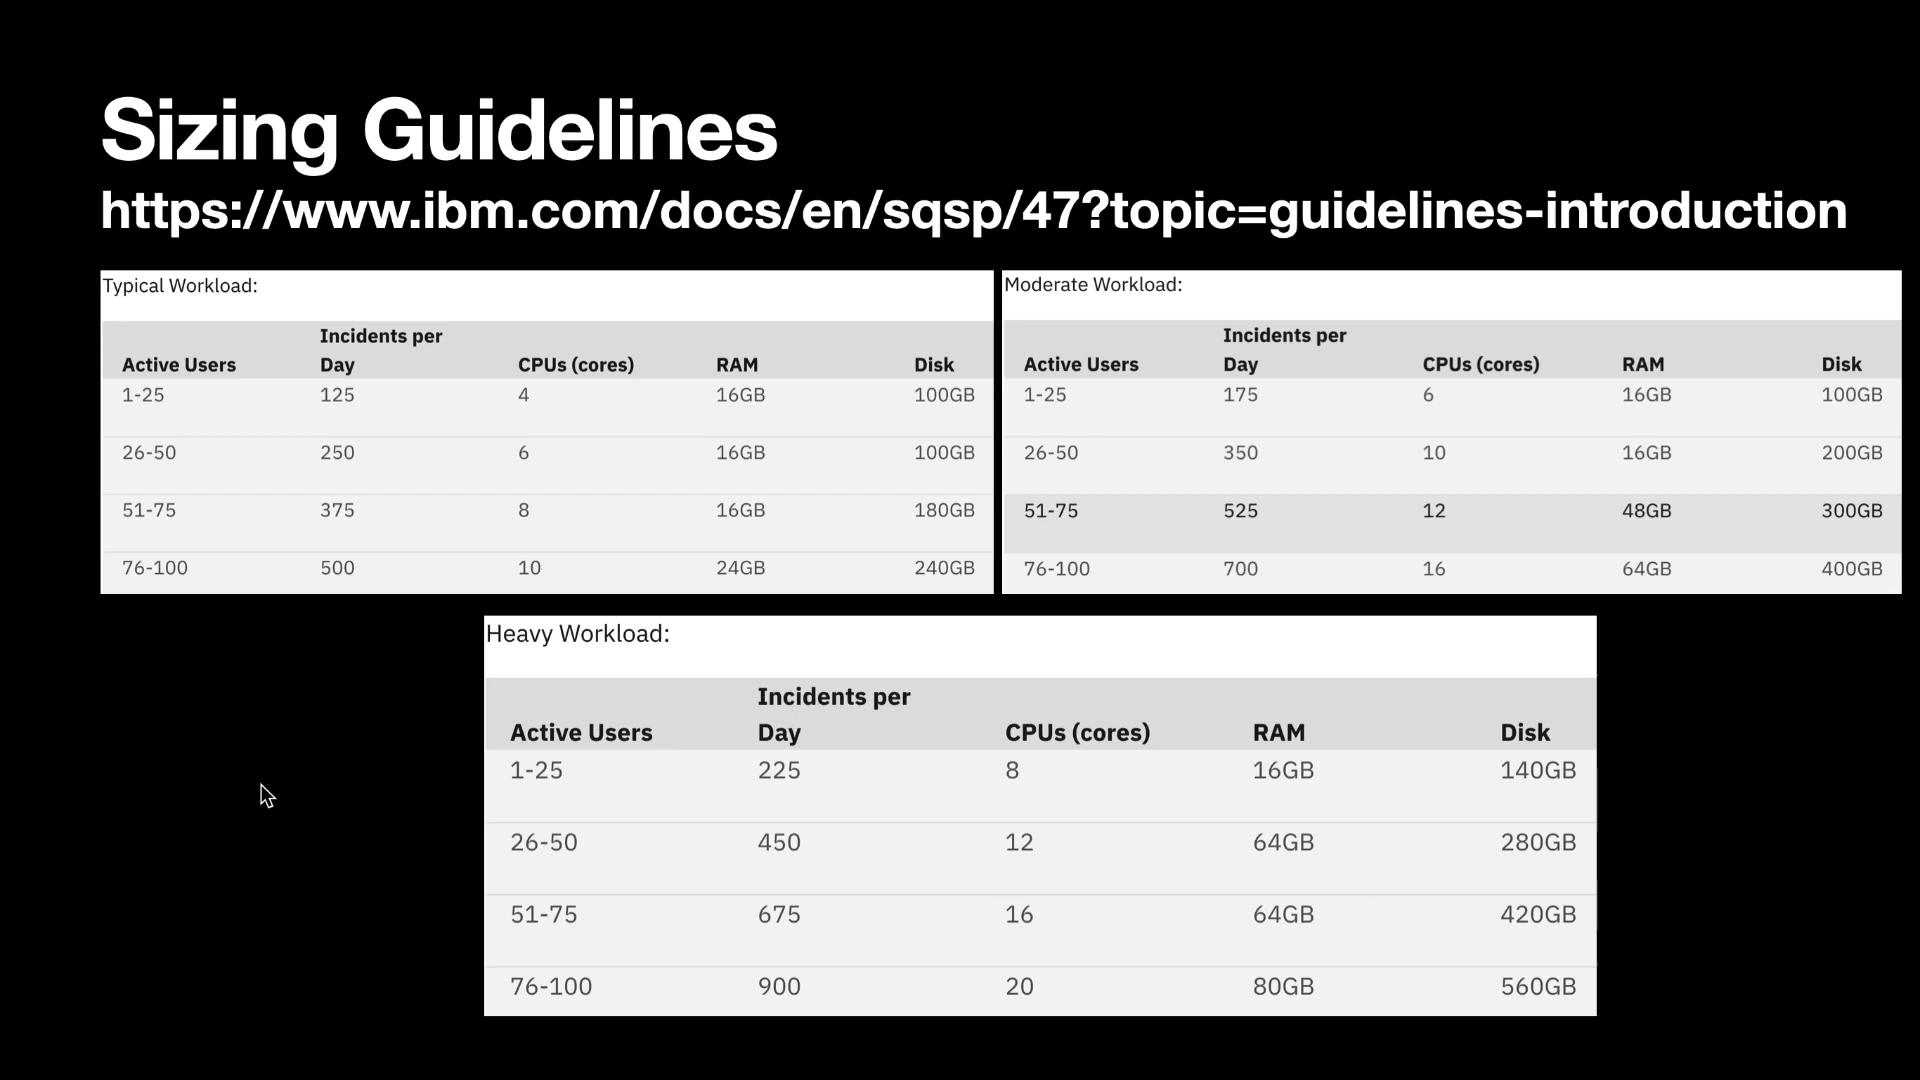 Sizing Guidelines
https://www.ibm.com/docs/en/sqsp/47?topic=guidelines-introduction
Typical Workload:
Incidents per
Active Users Day CPUs (cores) RAM Disk
1-25 125 4 16GB 100GB
26-50 250 6 16GB 100GB
51-75 375 8 16GB 180GB
76-100 500 10 24GB 240GB
Moderate Workload:
Incidents per
Active Users Day CPUs (cores) RAM Disk
1-25 175 6 16GB 100GB
26-50 350 10 16GB 200GB
51-75 525 12 48GB 300GB
76-100 700 16 64GB 400GB
Heavy Workload:
Incidents per
Active Users Day CPUs (cores) RAM Disk
1-25 225 8 16GB 140GB
26-50 450 12 64GB 280GB
51-75 675 16 64GB 420GB
76-100 900 20 80GB 560GB